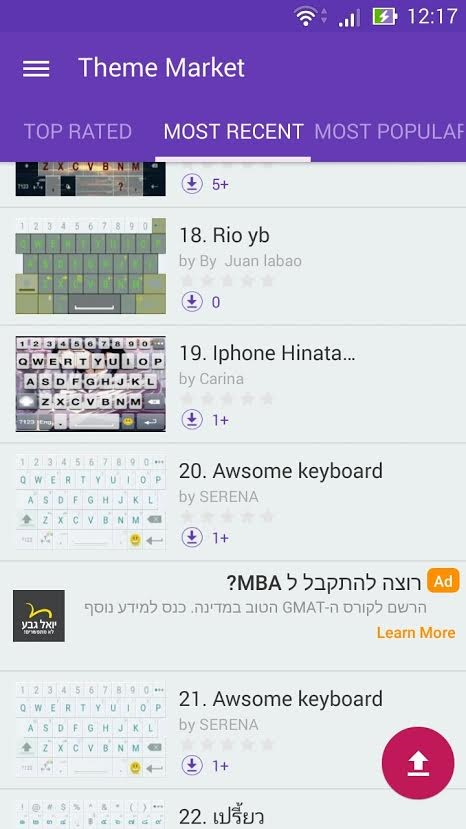 12:17
Theme Market
TOP RATED MOST RECENT MOST POPULAR
5+
18. Rio yb
by By Juan labao
0
19. Iphone Hinata...
by Carina
1+
20. Awsome keyboard
by SERENA
1+
רוצה להתקבל ל MBA?
Ad
הרשם לקורס ה-GMAT הטוב במדינה. כנס למידע נוסף
יואל גבע
לא מתפשרים!
Learn More
21. Awsome keyboard
by SERENA
1+
22. เปรี้ยว